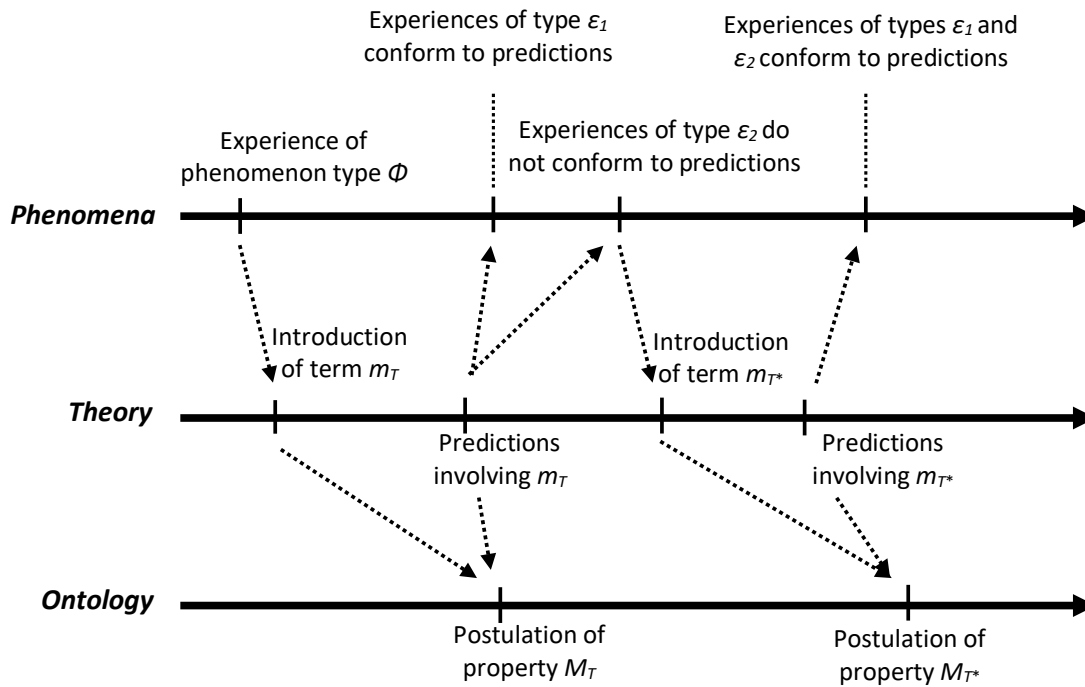 Experiences of type ε1
conform to predictions
Experiences of types ε1 and
ε2 conform to predictions
Experience of
phenomenon type Φ
Experiences of type ε2 do
not conform to predictions
Phenomena
Introduction
of term mT
Introduction
of term mT*
Theory
Predictions
involving mT
Predictions
involving mT*
Ontology
Postulation of
property MT
Postulation of
property MT*